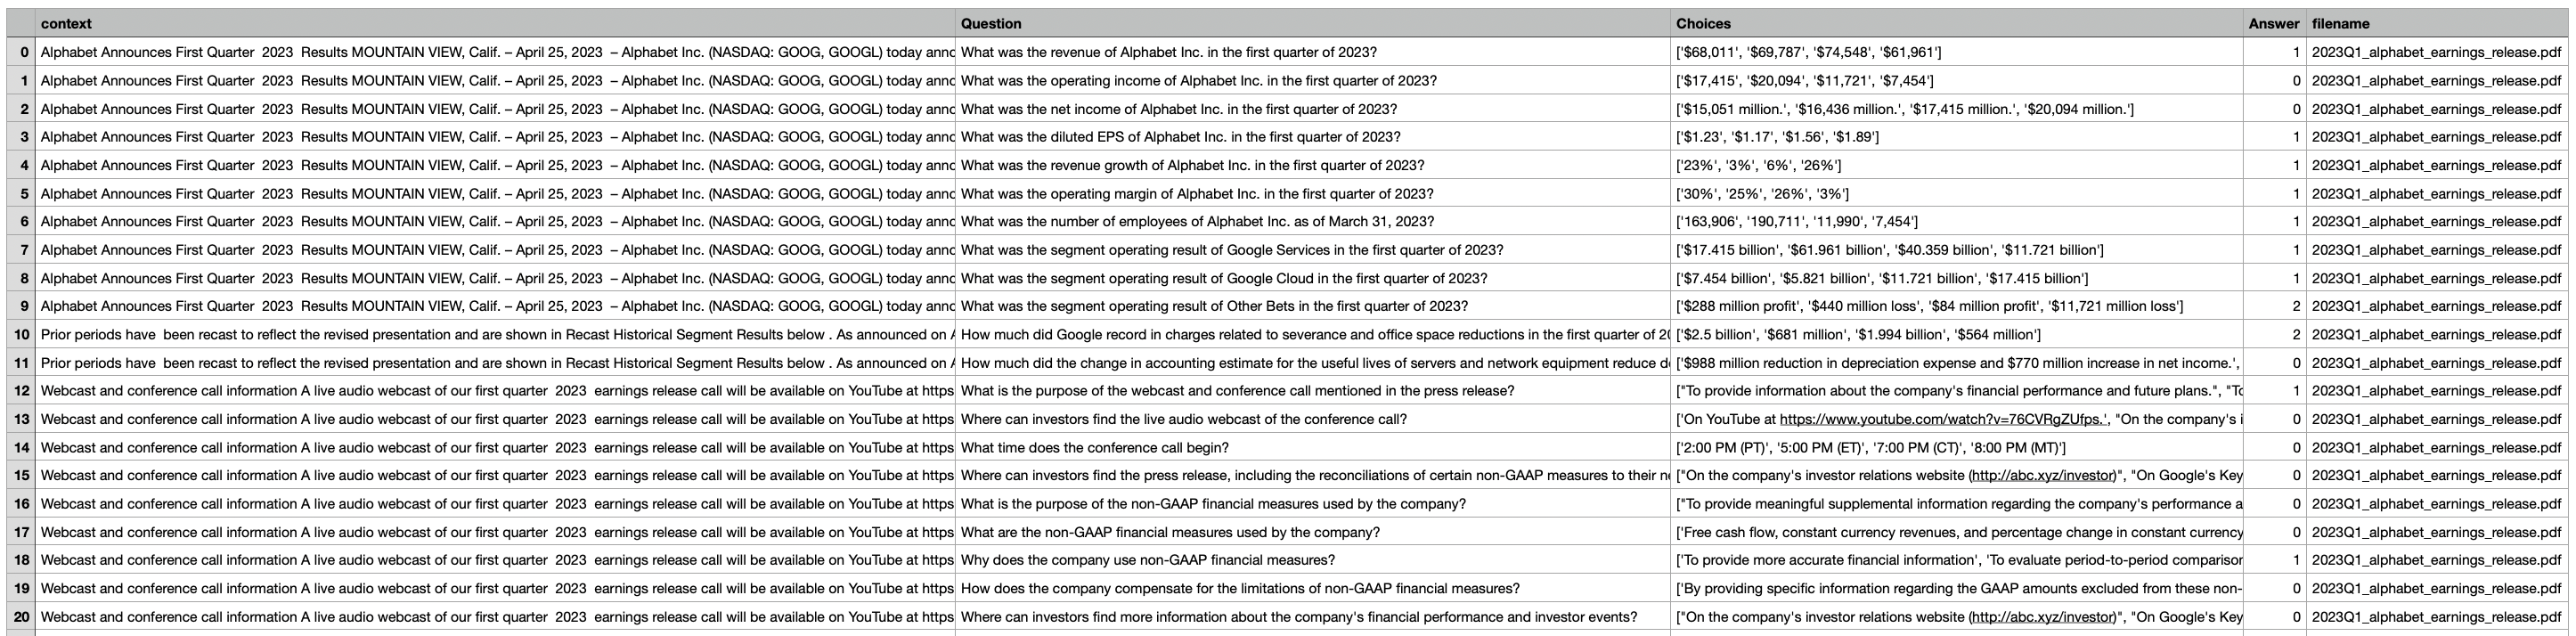 context Question Choices Answer filename
0 Alphabet Announces First Quarter 2023 Results MOUNTAIN VIEW, Calif. – April 25, 2023 – Alphabet Inc. (NASDAQ: GOOG, GOOGL) today anno What was the revenue of Alphabet Inc. in the first quarter of 2023? ['$68,011', '$69,787', '$74,548', '$61,961'] 1 2023Q1_alphabet_earnings_release.pdf
1 Alphabet Announces First Quarter 2023 Results MOUNTAIN VIEW, Calif. – April 25, 2023 – Alphabet Inc. (NASDAQ: GOOG, GOOGL) today anno What was the operating income of Alphabet Inc. in the first quarter of 2023? ['$17,415', '$20,094', '$11,721', '$7,454'] 0 2023Q1_alphabet_earnings_release.pdf
2 Alphabet Announces First Quarter 2023 Results MOUNTAIN VIEW, Calif. – April 25, 2023 – Alphabet Inc. (NASDAQ: GOOG, GOOGL) today anno What was the net income of Alphabet Inc. in the first quarter of 2023? ['$15,051 million.', '$16,436 million.', '$17,415 million.', '$20,094 million.'] 0 2023Q1_alphabet_earnings_release.pdf
3 Alphabet Announces First Quarter 2023 Results MOUNTAIN VIEW, Calif. – April 25, 2023 – Alphabet Inc. (NASDAQ: GOOG, GOOGL) today anno What was the diluted EPS of Alphabet Inc. in the first quarter of 2023? ['$1.23', '$1.17', '$1.56', '$1.89'] 1 2023Q1_alphabet_earnings_release.pdf
4 Alphabet Announces First Quarter 2023 Results MOUNTAIN VIEW, Calif. – April 25, 2023 – Alphabet Inc. (NASDAQ: GOOG, GOOGL) today anno What was the revenue growth of Alphabet Inc. in the first quarter of 2023? ['23%', '3%', '6%', '26%'] 1 2023Q1_alphabet_earnings_release.pdf
5 Alphabet Announces First Quarter 2023 Results MOUNTAIN VIEW, Calif. – April 25, 2023 – Alphabet Inc. (NASDAQ: GOOG, GOOGL) today anno What was the operating margin of Alphabet Inc. in the first quarter of 2023? ['30%', '25%', '26%', '3%'] 1 2023Q1_alphabet_earnings_release.pdf
6 Alphabet Announces First Quarter 2023 Results MOUNTAIN VIEW, Calif. – April 25, 2023 – Alphabet Inc. (NASDAQ: GOOG, GOOGL) today anno What was the number of employees of Alphabet Inc. as of March 31, 2023? ['163,906', '190,711', '11,990', '7,454'] 1 2023Q1_alphabet_earnings_release.pdf
7 Alphabet Announces First Quarter 2023 Results MOUNTAIN VIEW, Calif. – April 25, 2023 – Alphabet Inc. (NASDAQ: GOOG, GOOGL) today anno What was the segment operating result of Google Services in the first quarter of 2023? ['$17.415 billion', '$61.961 billion', '$40.359 billion', '$11.721 billion'] 1 2023Q1_alphabet_earnings_release.pdf
8 Alphabet Announces First Quarter 2023 Results MOUNTAIN VIEW, Calif. – April 25, 2023 – Alphabet Inc. (NASDAQ: GOOG, GOOGL) today anno What was the segment operating result of Google Cloud in the first quarter of 2023? ['$7.454 billion', '$5.821 billion', '$11.721 billion', '$17.415 billion'] 1 2023Q1_alphabet_earnings_release.pdf
9 Alphabet Announces First Quarter 2023 Results MOUNTAIN VIEW, Calif. – April 25, 2023 – Alphabet Inc. (NASDAQ: GOOG, GOOGL) today anno What was the segment operating result of Other Bets in the first quarter of 2023? ['$288 million profit', '$440 million loss', '$84 million profit', '$11,721 million loss'] 2 2023Q1_alphabet_earnings_release.pdf
10 Prior periods have been recast to reflect the revised presentation and are shown in Recast Historical Segment Results below . As announced on A How much did Google record in charges related to severance and office space reductions in the first quarter of 20 ['$2.5 billion', '$681 million', '$1.994 billion', '$564 million'] 2 2023Q1_alphabet_earnings_release.pdf
11 Prior periods have been recast to reflect the revised presentation and are shown in Recast Historical Segment Results below . As announced on A How much did the change in accounting estimate for the useful lives of servers and network equipment reduce de ['$988 million reduction in depreciation expense and $770 million increase in net income.', 0 2023Q1_alphabet_earnings_release.pdf
12 Webcast and conference call information A live audio webcast of our first quarter 2023 earnings release call will be available on YouTube at https What is the purpose of the webcast and conference call mentioned in the press release? ["To provide information about the company's financial performance and future plans.", "To 1 2023Q1_alphabet_earnings_release.pdf
13 Webcast and conference call information A live audio webcast of our first quarter 2023 earnings release call will be available on YouTube at https Where can investors find the live audio webcast of the conference call? ['On YouTube at https://www.youtube.com/watch?v=76CVRgZUfps.', "On the company's i 0 2023Q1_alphabet_earnings_release.pdf
14 Webcast and conference call information A live audio webcast of our first quarter 2023 earnings release call will be available on YouTube at https What time does the conference call begin? ['2:00 PM (PT)', '5:00 PM (ET)', '7:00 PM (CT)', '8:00 PM (MT)'] 0 2023Q1_alphabet_earnings_release.pdf
15 Webcast and conference call information A live audio webcast of our first quarter 2023 earnings release call will be available on YouTube at https Where can investors find the press release, including the reconciliations of certain non-GAAP measures to their ne ["On the company's investor relations website (http://abc.xyz/investor)", "On Google's Key 0 2023Q1_alphabet_earnings_release.pdf
16 Webcast and conference call information A live audio webcast of our first quarter 2023 earnings release call will be available on YouTube at https What is the purpose of the non-GAAP financial measures used by the company? ["To provide meaningful supplemental information regarding the company's performance a 0 2023Q1_alphabet_earnings_release.pdf
17 Webcast and conference call information A live audio webcast of our first quarter 2023 earnings release call will be available on YouTube at https What are the non-GAAP financial measures used by the company? ['Free cash flow, constant currency revenues, and percentage change in constant currency 0 2023Q1_alphabet_earnings_release.pdf
18 Webcast and conference call information A live audio webcast of our first quarter 2023 earnings release call will be available on YouTube at https Why does the company use non-GAAP financial measures? ['To provide more accurate financial information', 'To evaluate period-to-period comparison 1 2023Q1_alphabet_earnings_release.pdf
19 Webcast and conference call information A live audio webcast of our first quarter 2023 earnings release call will be available on YouTube at https How does the company compensate for the limitations of non-GAAP financial measures? ['By providing specific information regarding the GAAP amounts excluded from these non- 0 2023Q1_alphabet_earnings_release.pdf
20 Webcast and conference call information A live audio webcast of our first quarter 2023 earnings release call will be available on YouTube at https Where can investors find more information about the company's financial performance and investor events? ["On the company's investor relations website (http://abc.xyz/investor)", "On Google's Key 0 2023Q1_alphabet_earnings_release.pdf